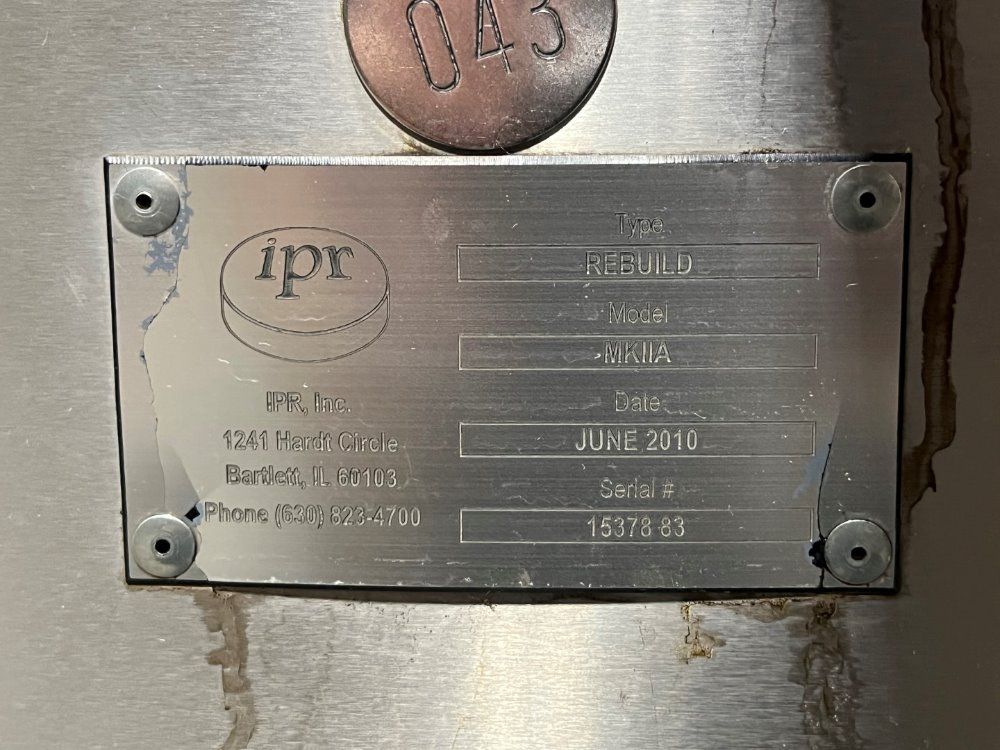 043
ipr
IPR, Inc.
1241 Hardt Circle
Bartlett, IL 60103
Phone (630) 823-4700
Type
REBUILD
Model
MKIIA
Date
JUNE 2010
Serial #
15378 83